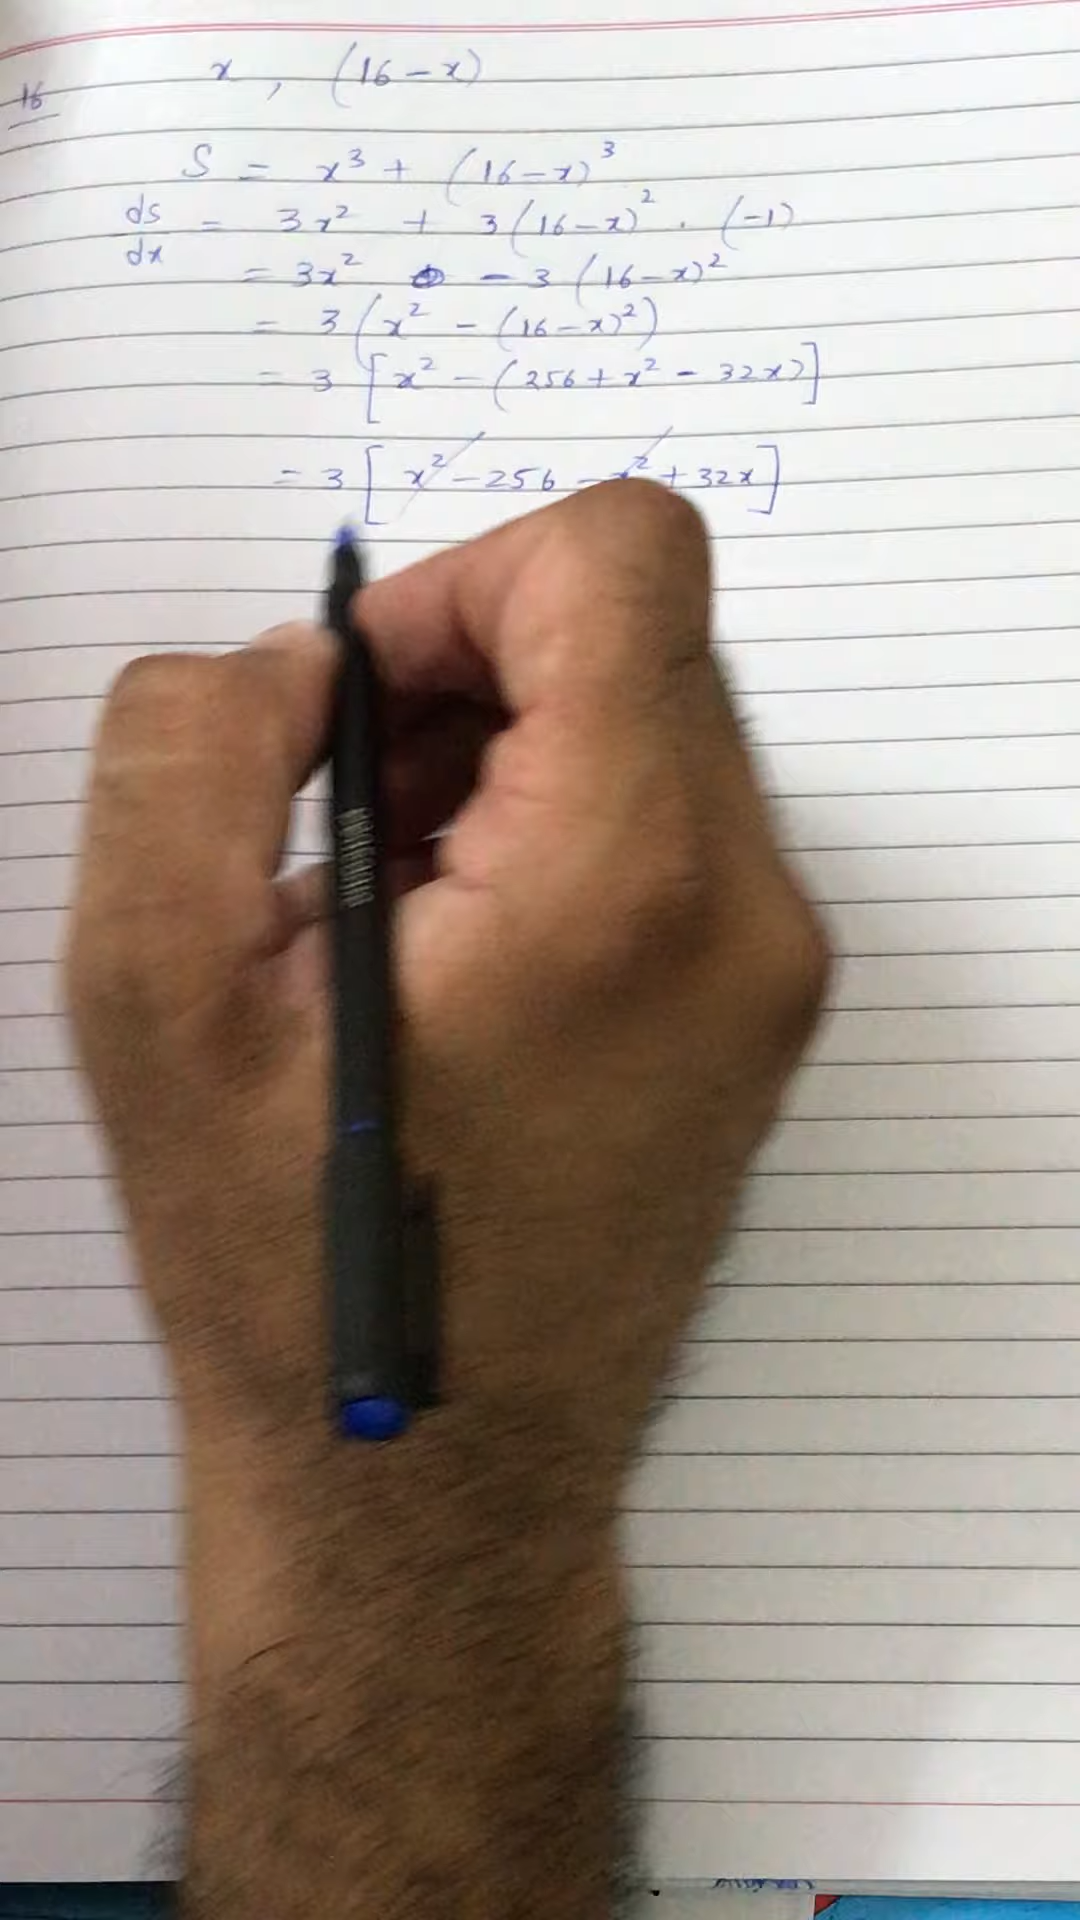 16
x , (16-x)
S = x³ + (16-x)³
ds/dx = 3x² + 3(16-x)² . (-1)
= 3x² - 3(16-x)²
= 3(x² - (16-x)²)
= 3[x² - (256+x² - 32x)]
= 3[x² - 256 - x² + 32x]